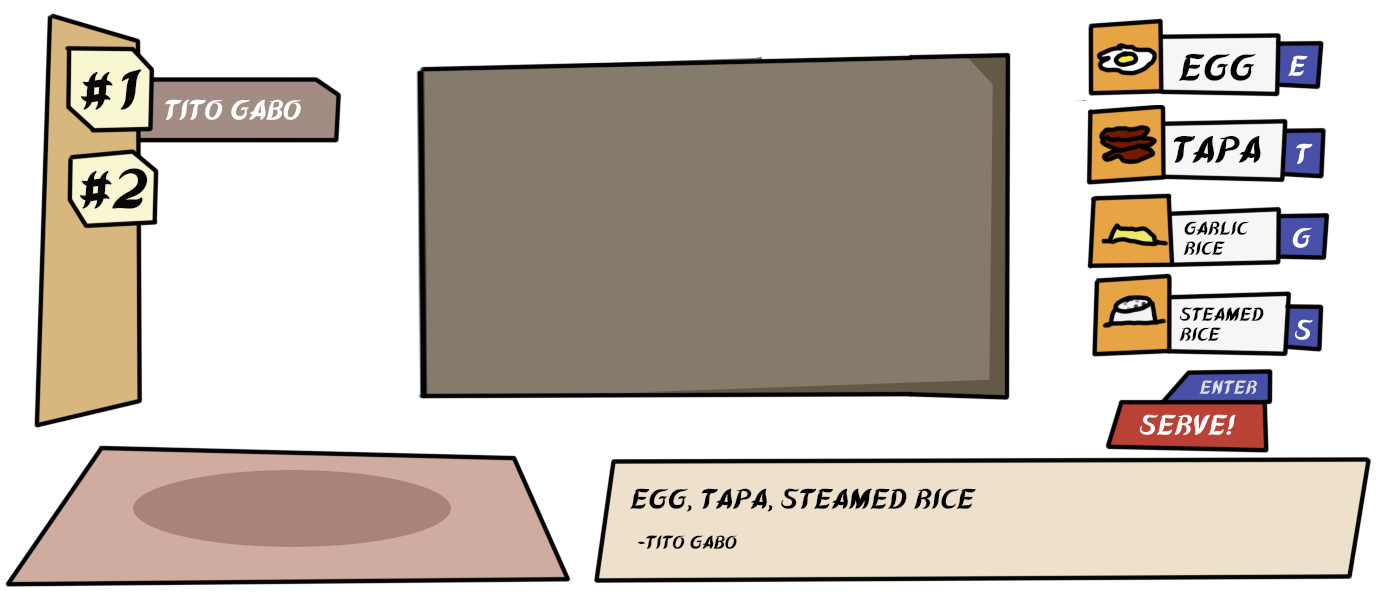 #1
TITO GABO
#2
EGG
E
TAPA
T
GARLIC
RICE
G
STEAMED
RICE
S
ENTER
SERVE!
EGG, TAPA, STEAMED RICE
-TITO GABO